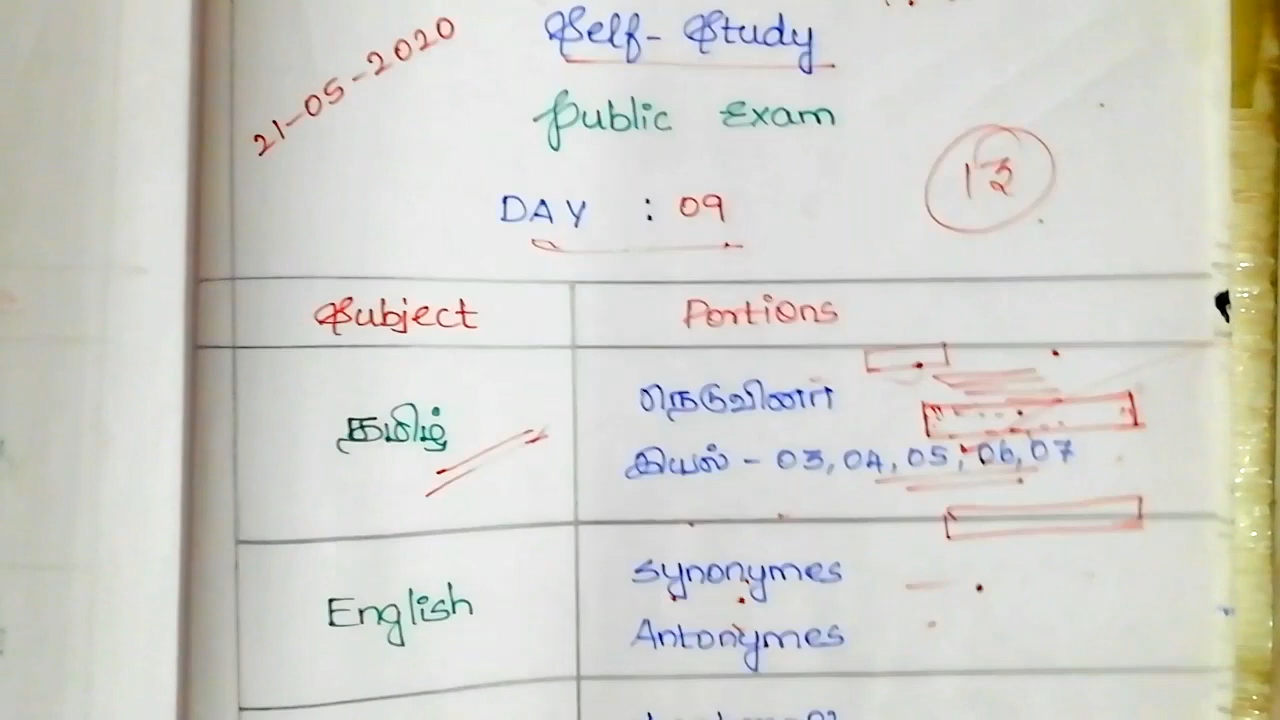 21-05-2020
Self- Study
Public Exam
13
DAY : 09
Subject Portions
தமிழ் நெடுவினா
இயல் - 03, 04, 05, 06, 07
English Synonymes
Antonymes